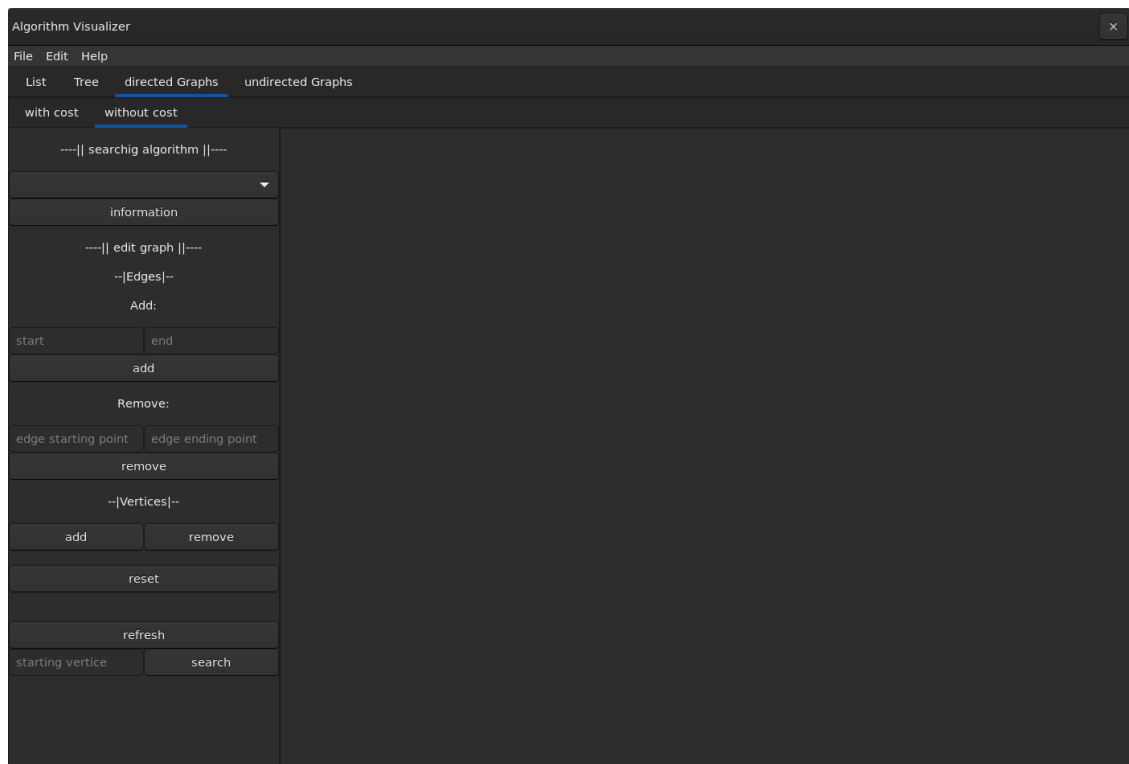 Algorithm Visualizer
File Edit Help
List Tree directed Graphs undirected Graphs
with cost without cost
----|| searchig algorithm ||----
information
----|| edit graph ||----
--|Edges|--
Add:
start end
add
Remove:
edge starting point edge ending point
remove
--|Vertices|--
add remove
reset
refresh
starting vertice search